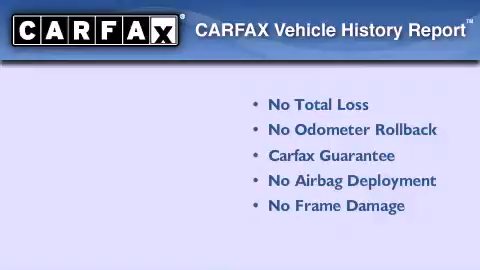 CARFAX® CARFAX Vehicle History Report™
• No Total Loss
• No Odometer Rollback
• Carfax Guarantee
• No Airbag Deployment
• No Frame Damage